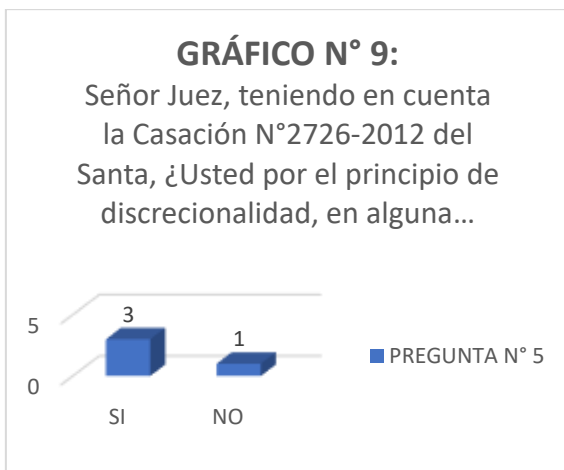 GRÁFICO N° 9:
Señor Juez, teniendo en cuenta
la Casación N°2726-2012 del
Santa, ¿Usted por el principio de
discrecionalidad, en alguna…
5
0
3
1
SI
NO
PREGUNTA N° 5